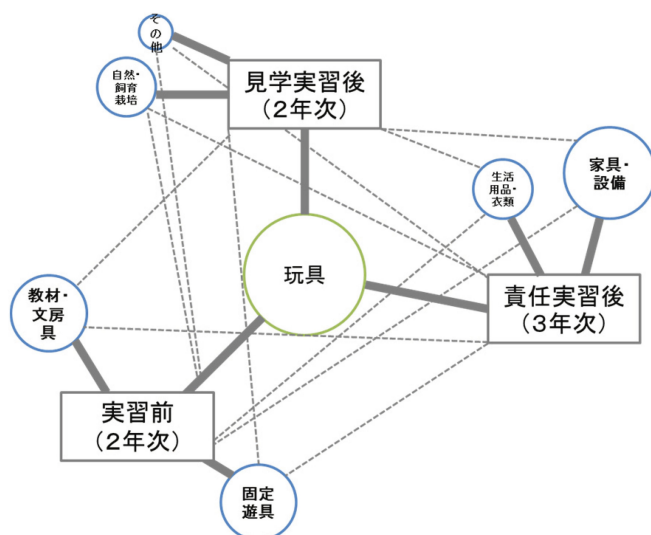 その他
自然・
飼育
栽培
見学実習後
(2年次)
生活
用品・
衣類
家具・
設備
玩具
教材・
文房
具
責任実習後
(3年次)
実習前
(2年次)
固定
遊具